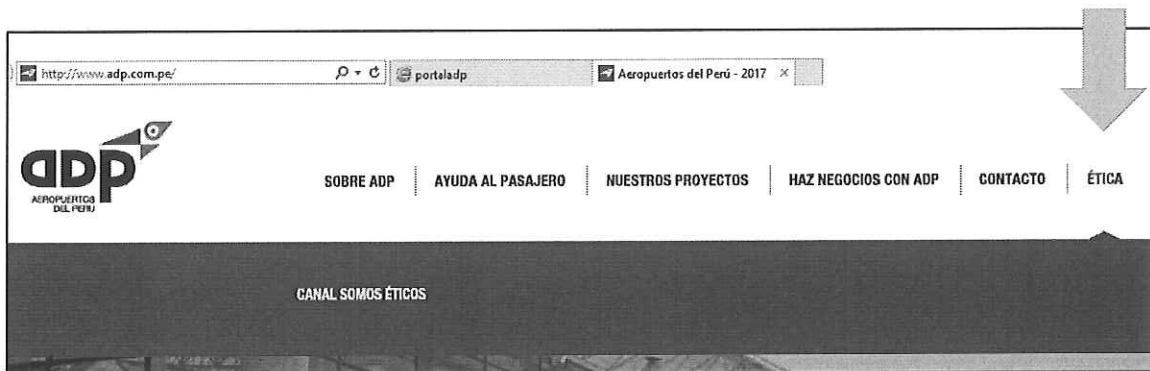 http://www.adp.com.pe/ portaladp Aeropuertos del Perú - 2017
adp
AEROPUERTOS
DEL PERÚ
SOBRE ADP AYUDA AL PASAJERO NUESTROS PROYECTOS HAZ NEGOCIOS CON ADP CONTACTO ÉTICA
CANAL SOMOS ÉTICOS